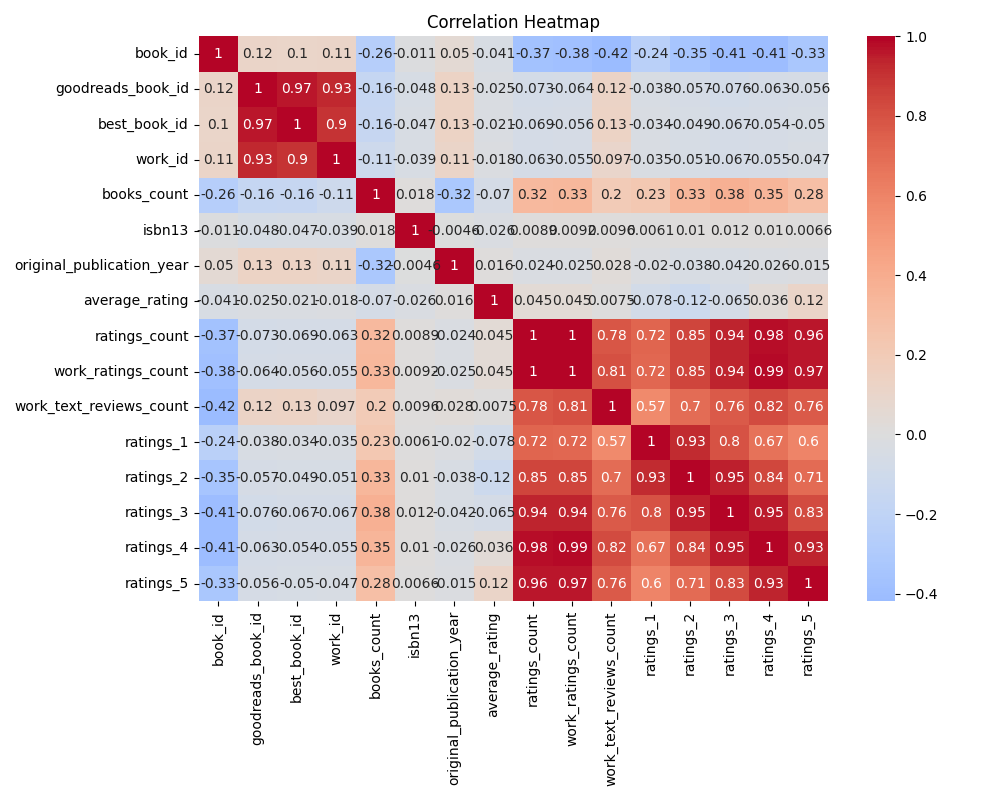 Correlation Heatmap
book_id 1 0.12 0.1 0.11 -0.26 -0.011 0.05 -0.041 -0.37 -0.38 -0.42 -0.24 -0.35 -0.41 -0.41 -0.33
goodreads_book_id 0.12 1 0.97 0.93 -0.16 -0.048 0.13 -0.025 -0.073 -0.064 0.12 -0.038 -0.057 -0.076 -0.063 -0.056
best_book_id 0.1 0.97 1 0.9 -0.16 -0.047 0.13 -0.021 -0.069 -0.056 0.13 -0.034 -0.049 -0.067 -0.054 -0.05
work_id 0.11 0.93 0.9 1 -0.11 -0.039 0.11 -0.018 -0.063 -0.055 0.097 -0.035 -0.051 -0.067 -0.055 -0.047
books_count -0.26 -0.16 -0.16 -0.11 1 0.018 -0.32 -0.07 0.32 0.33 0.2 0.23 0.33 0.38 0.35 0.28
isbn13 -0.011 -0.048 -0.047 -0.039 0.018 1 -0.0046 -0.026 0.0089 0.0092 0.0096 0.0061 0.01 0.012 0.01 0.0066
original_publication_year 0.05 0.13 0.13 0.11 -0.32 -0.0046 1 0.016 -0.024 -0.025 0.028 -0.02 -0.038 -0.042 -0.026 -0.015
average_rating -0.041 -0.025 -0.021 -0.018 -0.07 -0.026 0.016 1 0.045 0.045 0.0075 -0.078 -0.12 -0.065 0.036 0.12
ratings_count -0.37 -0.073 -0.069 -0.063 0.32 0.0089 -0.024 0.045 1 1 0.78 0.72 0.85 0.94 0.98 0.96
work_ratings_count -0.38 -0.064 -0.056 -0.055 0.33 0.0092 -0.025 0.045 1 1 0.81 0.72 0.85 0.94 0.99 0.97
work_text_reviews_count -0.42 0.12 0.13 0.097 0.2 0.0096 0.028 0.0075 0.78 0.81 1 0.57 0.7 0.76 0.82 0.76
ratings_1 -0.24 -0.038 -0.034 -0.035 0.23 0.0061 -0.02 -0.078 0.72 0.72 0.57 1 0.93 0.8 0.67 0.6
ratings_2 -0.35 -0.057 -0.049 -0.051 0.33 0.01 -0.038 -0.12 0.85 0.85 0.7 0.93 1 0.95 0.84 0.71
ratings_3 -0.41 -0.076 -0.067 -0.067 0.38 0.012 -0.042 -0.065 0.94 0.94 0.76 0.8 0.95 1 0.95 0.83
ratings_4 -0.41 -0.063 -0.054 -0.055 0.35 0.01 -0.026 0.036 0.98 0.99 0.82 0.67 0.84 0.95 1 0.93
ratings_5 -0.33 -0.056 -0.05 -0.047 0.28 0.0066 -0.015 0.12 0.96 0.97 0.76 0.6 0.71 0.83 0.93 1
book_id
goodreads_book_id
best_book_id
work_id
books_count
isbn13
original_publication_year
average_rating
ratings_count
work_ratings_count
work_text_reviews_count
ratings_1
ratings_2
ratings_3
ratings_4
ratings_5
1.0
0.8
0.6
0.4
0.2
0.0
−0.2
−0.4